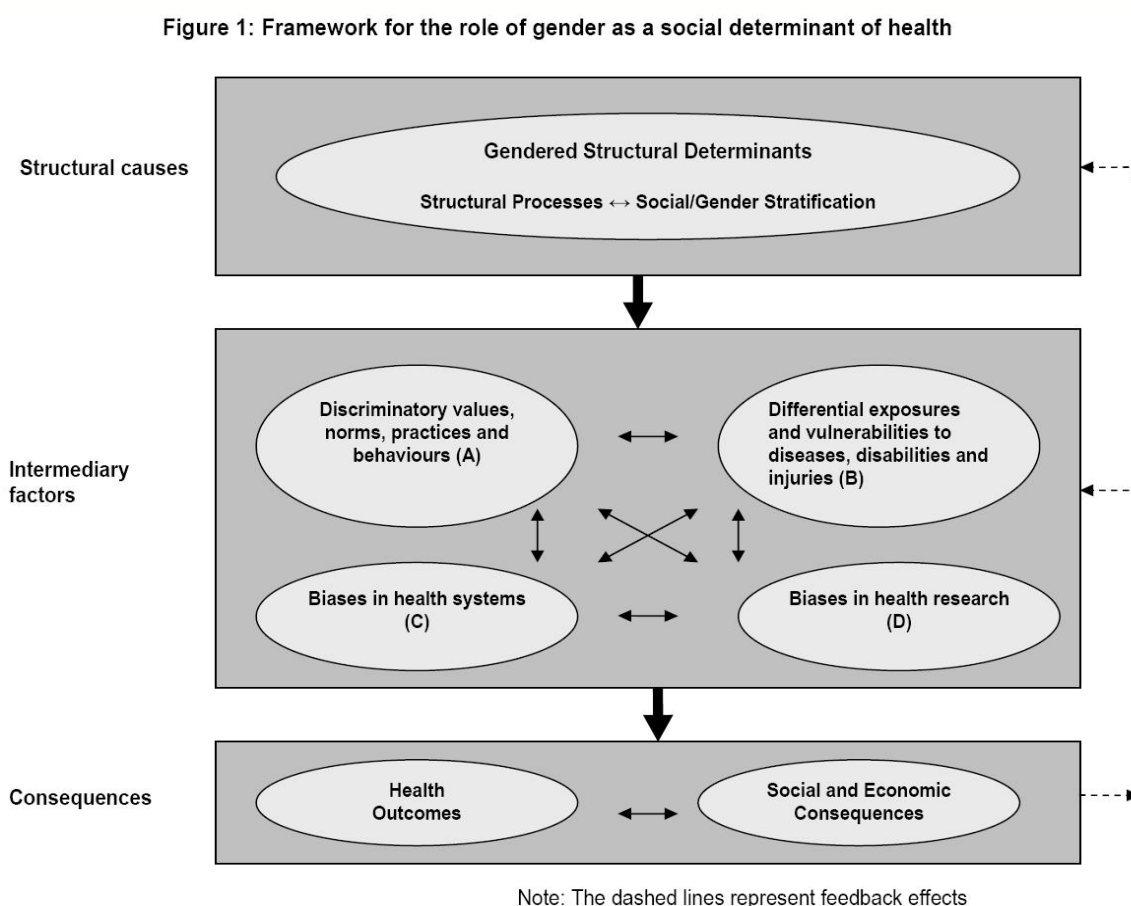 Figure 1: Framework for the role of gender as a social determinant of health
Structural causes
Gendered Structural Determinants
Structural Processes ↔ Social/Gender Stratification
Intermediary
factors
Discriminatory values,
norms, practices and
behaviours (A)
Differential exposures
and vulnerabilities to
diseases, disabilities and
injuries (B)
Biases in health systems
(C)
Biases in health research
(D)
Consequences
Health
Outcomes
Social and Economic
Consequences
Note: The dashed lines represent feedback effects